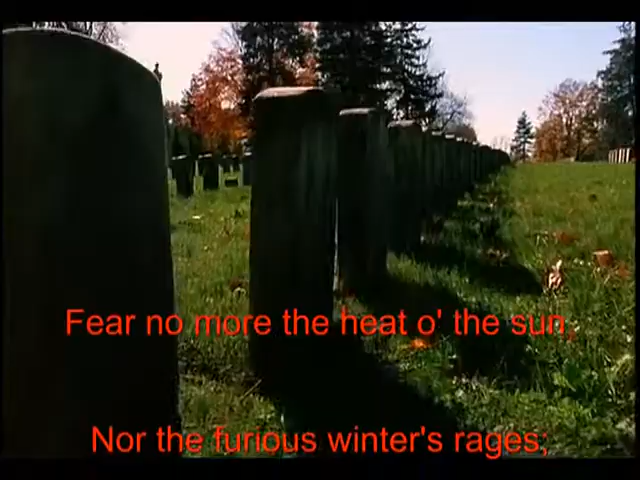 Fear no more the heat o' the sun,
Nor the furious winter's rages;